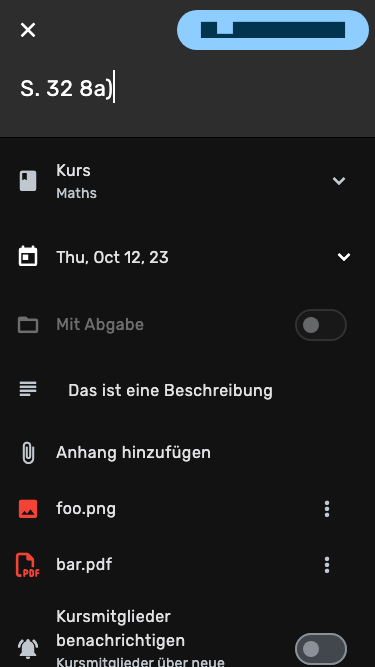 S. 32 8a)
Kurs
Maths
Thu, Oct 12, 23
Mit Abgabe
Das ist eine Beschreibung
Anhang hinzufügen
foo.png
PDF
bar.pdf
Kursmitglieder
benachrichtigen
Kursmitglieder über neue